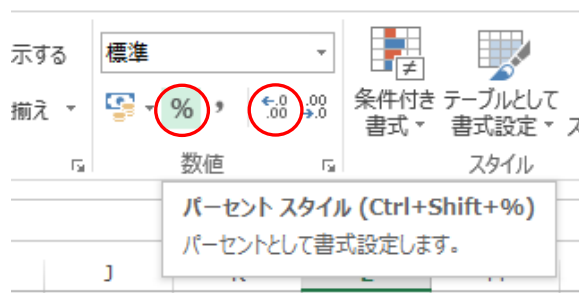 示する
標準
揃え
%
,
←.0
.00
.00
→.0
条件付き
書式
テーブルとして
書式設定
ス
数値
スタイル
パーセント スタイル (Ctrl+Shift+%)
パーセントとして書式設定します。
J